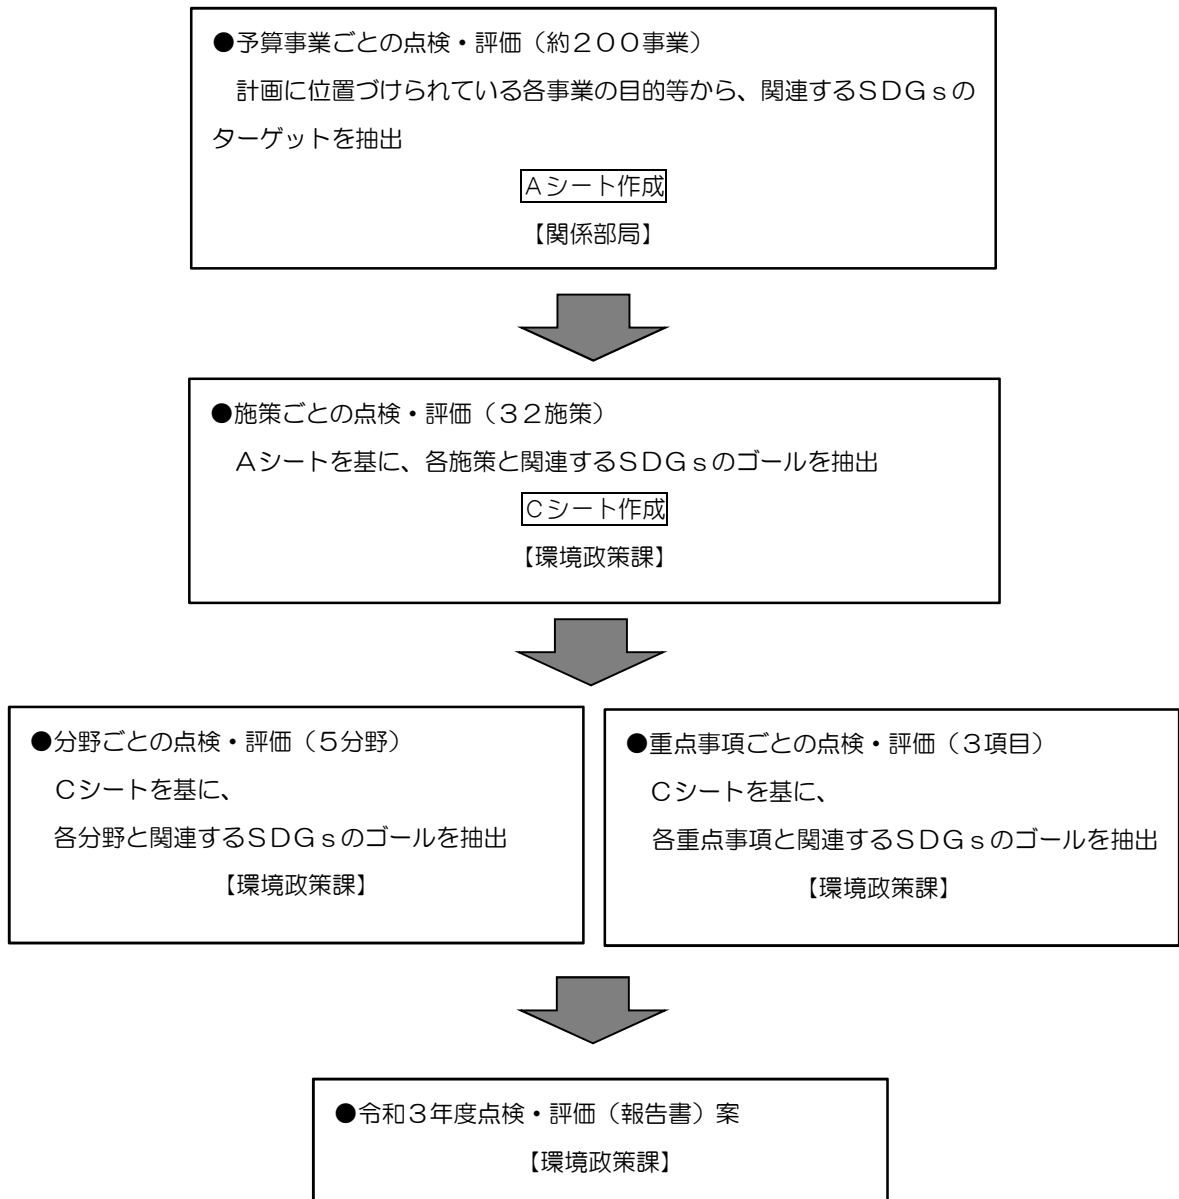 ●予算事業ごとの点検・評価（約２００事業）
計画に位置づけられている各事業の目的等から、関連するＳＤＧｓの
ターゲットを抽出
Ａシート作成
【関係部局】
●施策ごとの点検・評価（３２施策）
Ａシートを基に、各施策と関連するＳＤＧｓのゴールを抽出
Ｃシート作成
【環境政策課】
●分野ごとの点検・評価（５分野）
Ｃシートを基に、
各分野と関連するＳＤＧｓのゴールを抽出
【環境政策課】
●重点事項ごとの点検・評価（３項目）
Ｃシートを基に、
各重点事項と関連するＳＤＧｓのゴールを抽出
【環境政策課】
●令和３年度点検・評価（報告書）案
【環境政策課】